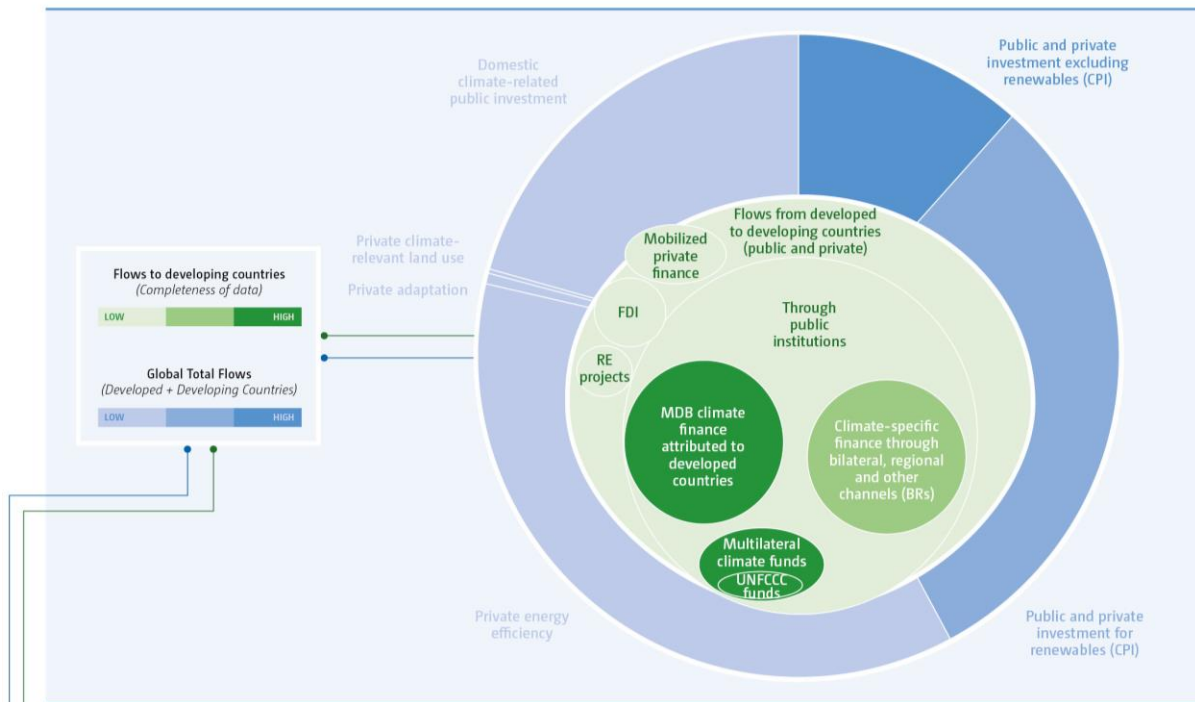 Domestic
climate-related
public investment
Public and private
investment excluding
renewables (CPI)
Flows from developed
to developing countries
(public and private)
Mobilized
private
finance
Private climate-
relevant land use
Private adaptation
Flows to developing countries
(Completeness of data)
LOW
HIGH
Global Total Flows
(Developed + Developing Countries)
LOW
HIGH
FDI
Through
public
institutions
RE
projects
MDB climate
finance
attributed to
developed
countries
Climate-specific
finance through
bilateral, regional
and other
channels (BRs)
Multilateral
climate funds
UNFCCC
funds
Private energy
efficiency
Public and private
investment for
renewables (CPI)